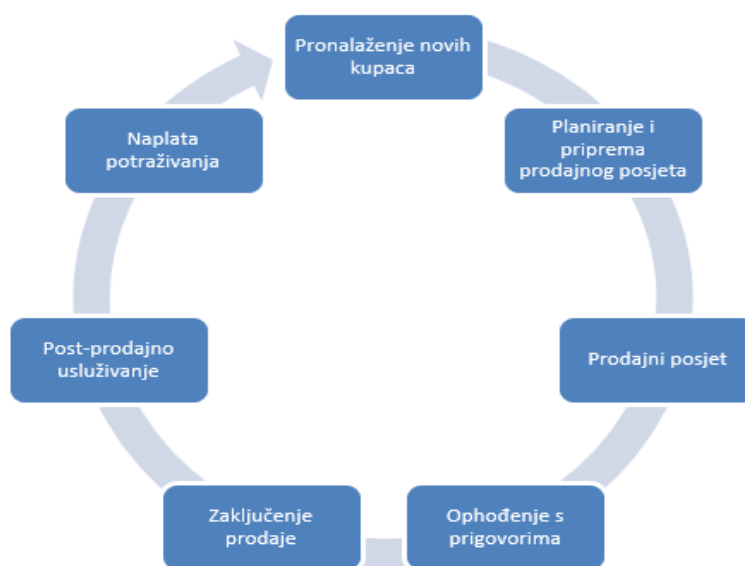 Pronalaženje novih
kupaca
Planiranje i
priprema
prodajnog posjeta
Prodajni posjet
Ophođenje s
prigovorima
Zaključenje
prodaje
Post-prodajno
usluživanje
Naplata
potraživanja